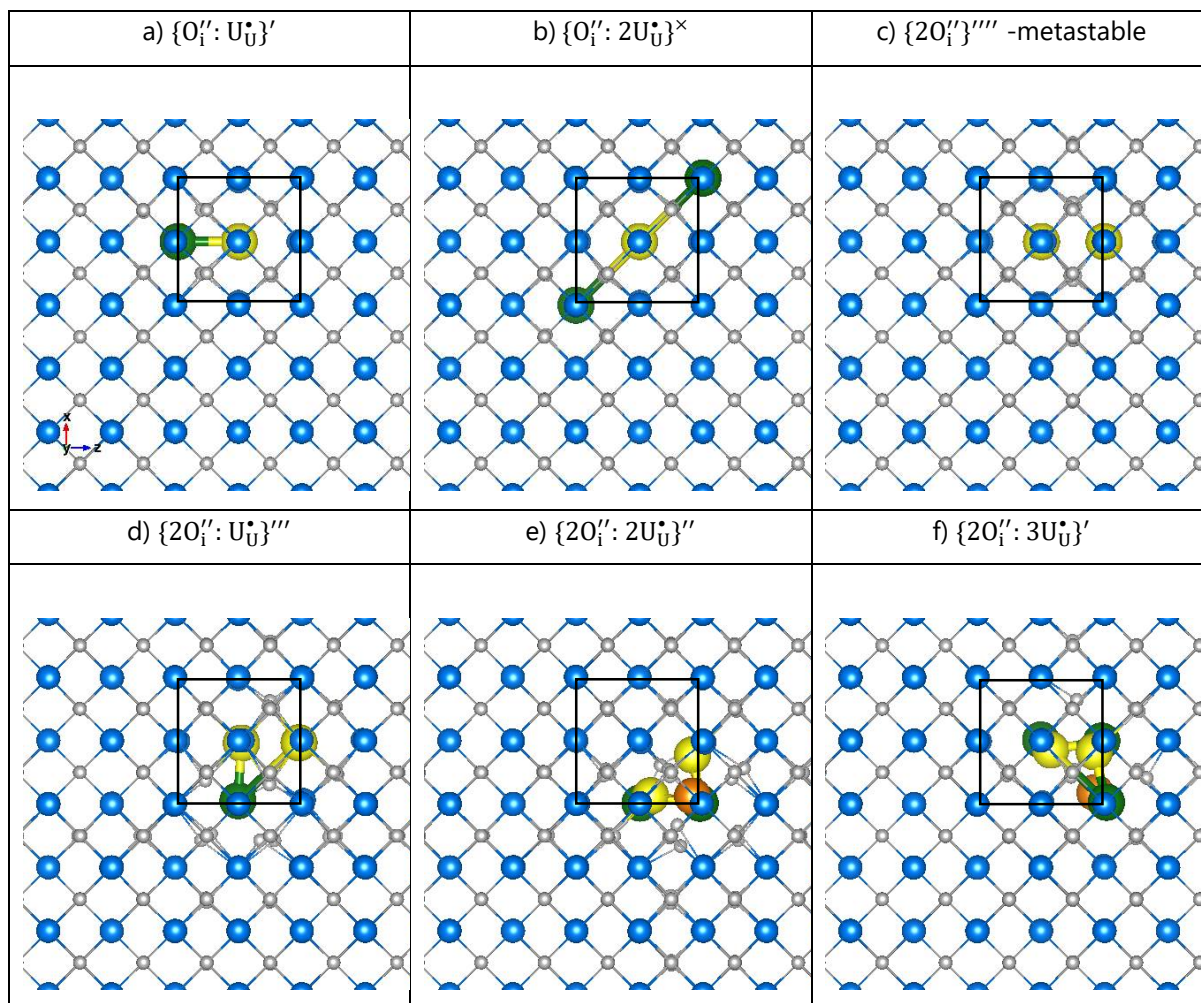 a) {O_i″: U_U^•}′
b) {O_i″: 2U_U^•}^×
c) {2O_i″}⁗ -metastable
x
y z
d) {2O_i″: U_U^•}‴
e) {2O_i″: 2U_U^•}″
f) {2O_i″: 3U_U^•}′